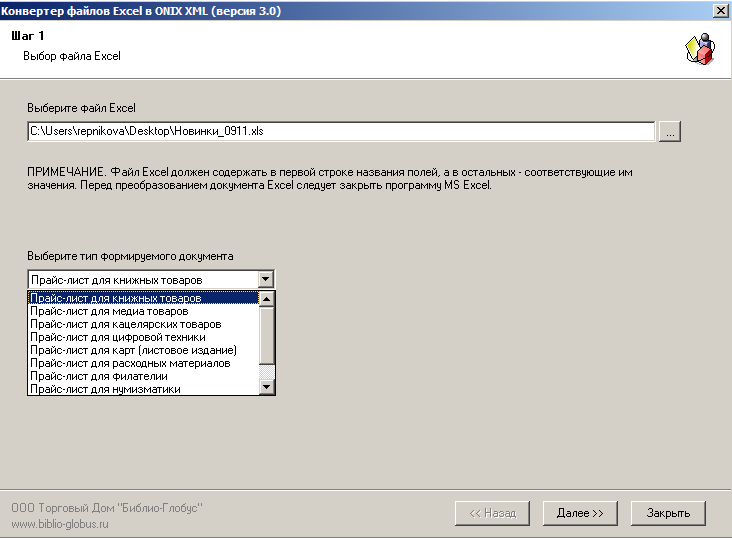 Конвертер файлов Excel в ONIX XML (версия 3.0)
Шаг 1
Выбор файла Excel
Выберите файл Excel
C:\Users\repnikova\Desktop\Новинки_0911.xls
...
ПРИМЕЧАНИЕ. Файл Excel должен содержать в первой строке названия полей, а в остальных - соответствующие им
значения. Перед преобразованием документа Excel следует закрыть программу MS Excel.
Выберите тип формируемого документа
Прайс-лист для книжных товаров
Прайс-лист для книжных товаров
Прайс-лист для медиа товаров
Прайс-лист для кацелярских товаров
Прайс-лист для цифровой техники
Прайс-лист для карт (листовое издание)
Прайс-лист для расходных материалов
Прайс-лист для филателии
Прайс-лист для нумизматики
ООО Торговый Дом "Библио-Глобус"
www.biblio-globus.ru
<< Назад
Далее >>
Закрыть